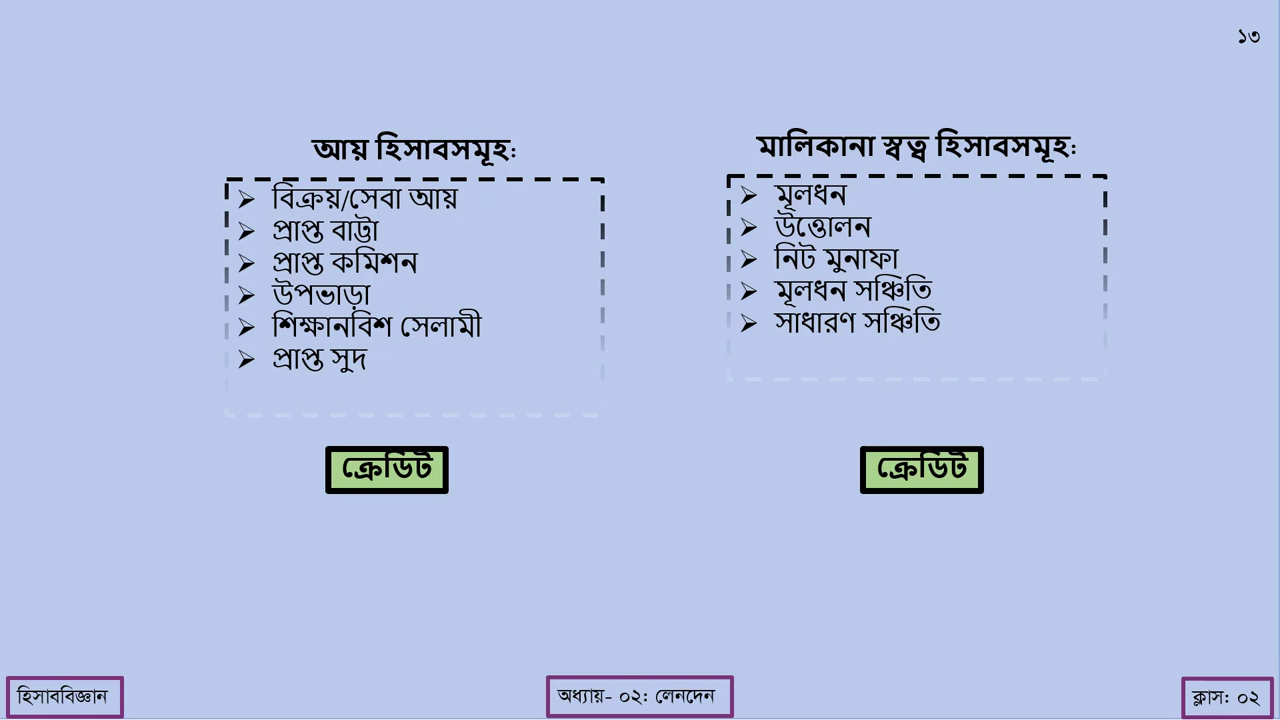 ১৩
আয় হিসাবসমূহ:
➢ বিক্রয়/সেবা আয়
➢ প্রাপ্ত বাট্টা
➢ প্রাপ্ত কমিশন
➢ উপভাড়া
➢ শিক্ষানবিশ সেলামী
➢ প্রাপ্ত সুদ
ক্রেডিট
মালিকানা স্বত্ব হিসাবসমূহ:
➢ মূলধন
➢ উত্তোলন
➢ নিট মুনাফা
➢ মূলধন সঞ্চিতি
➢ সাধারণ সঞ্চিতি
ক্রেডিট
হিসাববিজ্ঞান
অধ্যায়- ০২: লেনদেন
ক্লাস: ০২